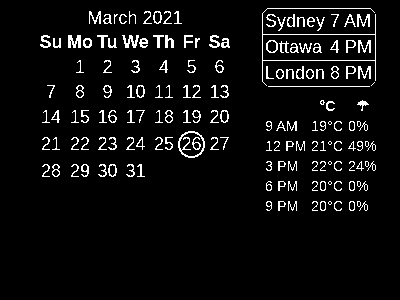 March 2021
Su Mo Tu We Th Fr Sa
1 2 3 4 5 6
7 8 9 10 11 12 13
14 15 16 17 18 19 20
21 22 23 24 25 26 27
28 29 30 31
Sydney 7 AM
Ottawa 4 PM
London 8 PM
°C ☂
9 AM 19°C 0%
12 PM 21°C 49%
3 PM 22°C 24%
6 PM 20°C 0%
9 PM 20°C 0%